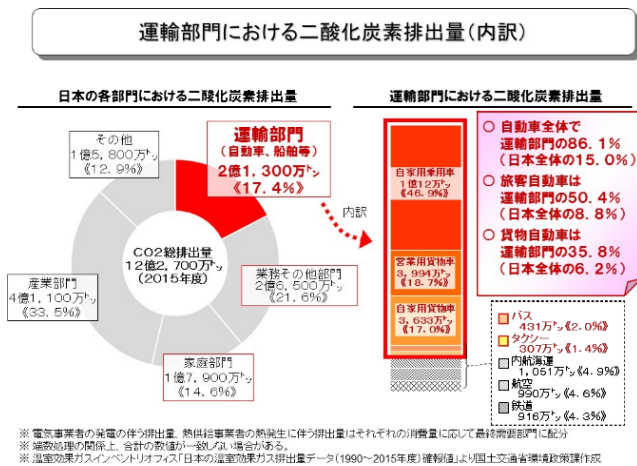 運輸部門における二酸化炭素排出量(内訳)
日本の各部門における二酸化炭素排出量
その他
1億5,800万㌧
《12.9%》
運輸部門
(自動車、船舶等)
2億1,300万㌧
《17.4%》
CO2総排出量
12億2,700万㌧
(2015年度)
産業部門
4億1,100万㌧
《33.5%》
業務その他部門
2億6,500万㌧
《21.6%》
家庭部門
1億7,900万㌧
《14.6%》
内訳
運輸部門における二酸化炭素排出量
自家用乗用車
1億12万㌧
《46.9%》
営業用貨物車
3,994万㌧
《18.7%》
自家用貨物車
3,633万㌧
《17.0%》
○ 自動車全体で
運輸部門の86.1%
(日本全体の15.0%)
○ 旅客自動車は
運輸部門の50.4%
(日本全体の8.8%)
○ 貨物自動車は
運輸部門の35.8%
(日本全体の6.2%)
バス
431万㌧《2.0%》
タクシー
307万㌧《1.4%》
内航海運
1,051万㌧《4.9%》
航空
990万㌧《4.6%》
鉄道
916万㌧《4.3%》
※ 電気事業者の発電の伴う排出量、熱供給事業者の熱発生に伴う排出量はそれぞれの消費量に応じて最終需要部門に配分
※ 端数処理の関係上、合計の数値が一致しない場合がある。
※ 温室効果ガスインベントリオフィス「日本の温室効果ガス排出量データ(1990~2015年度)確報値」より国土交通省環境政策課作成